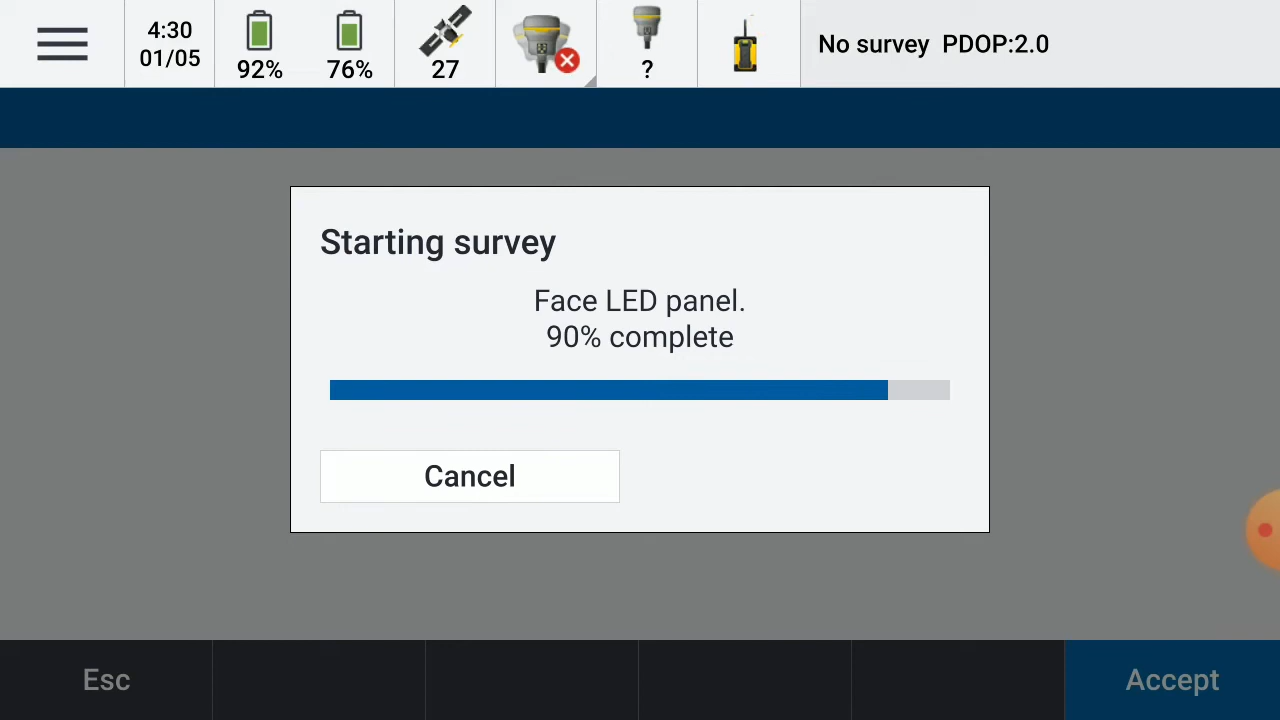 4:30
01/05
92%
76%
27
?
No survey PDOP:2.0
Starting survey
Face LED panel.
90% complete
Cancel
Esc
Accept